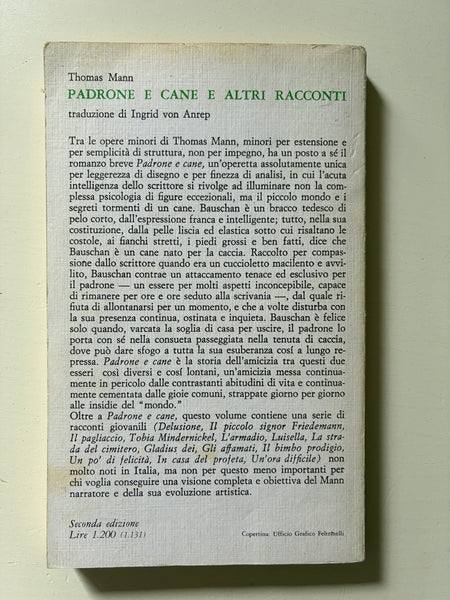 Thomas Mann
PADRONE E CANE E ALTRI RACCONTI
traduzione di Ingrid von Anrep
Tra le opere minori di Thomas Mann, minori per estensione e
per semplicità di struttura, non per impegno, ha un posto a sé il
romanzo breve Padrone e cane, un'operetta assolutamente unica
per leggerezza di disegno e per finezza di analisi, in cui l'acuta
intelligenza dello scrittore si rivolge ad illuminare non la com-
plessa psicologia di figure eccezionali, ma il piccolo mondo e i
segreti tormenti di un cane. Bauschan è un bracco tedesco di
pelo corto, dall'espressione franca e intelligente; tutto, nella sua
costituzione, dalla pelle liscia ed elastica sotto cui risaltano le
costole, ai fianchi stretti, i piedi grossi e ben fatti, dice che
Bauschan è un cane nato per la caccia. Raccolto per compas-
sione dallo scrittore quando era un cuccioletto macilento e avvi-
lito, Bauschan contrae un attaccamento tenace ed esclusivo per
il padrone — un essere per molti aspetti inconcepibile, capace
di rimanere per ore e ore seduto alla scrivania —, dal quale ri-
fiuta di allontanarsi per un momento, e che a volte disturba con
la sua presenza continua, ostinata e inquieta. Bauschan è felice
solo quando, varcata la soglia di casa per uscire, il padrone lo
porta con sé nella consueta passeggiata nella tenuta di caccia,
dove può dare sfogo a tutta la sua esuberanza così a lungo re-
pressa. Padrone e cane è la storia dell'amicizia tra questi due
esseri così diversi e così lontani, un'amicizia messa continua-
mente in pericolo dalle contrastanti abitudini di vita e continua-
mente cementata dalle gioie comuni, strappate giorno per giorno
alle insidie del "mondo."
Oltre a Padrone e cane, questo volume contiene una serie di
racconti giovanili (Delusione, Il piccolo signor Friedemann,
Il pagliaccio, Tobia Mindernickel, L'armadio, Luisella, La stra-
da del cimitero, Gladius dei, Gli affamati, Il bimbo prodigio,
Un po' di felicità, In casa del profeta, Un'ora difficile) non
molto noti in Italia, ma non per questo meno importanti per
chi voglia conseguire una visione completa e obiettiva del Mann
narratore e della sua evoluzione artistica.
Seconda edizione
Lire 1.200 (1.131)
Copertina: Ufficio Grafico Feltrinelli